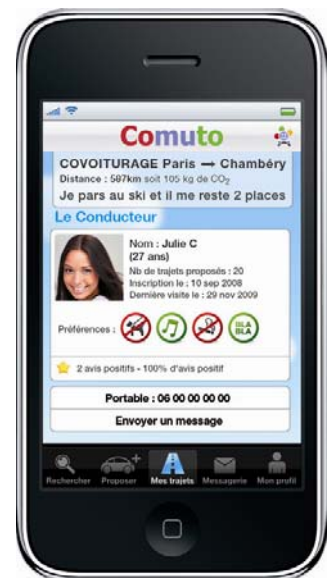 Comuto
COVOITURAGE Paris → Chambéry
Distance : 597km soit 105 kg de CO₂
Je pars au ski et il me reste 2 places
Le Conducteur
Nom : Julie C
(27 ans)
Nb de trajets proposés : 20
Inscription le : 10 sep 2008
Dernière visite le : 29 nov 2009
Préférences :
BLA
BLA
2 avis positifs - 100% d'avis positif
Portable : 06 00 00 00 00
Envoyer un message
Rechercher Proposer Mes trajets Messagerie Mon profil